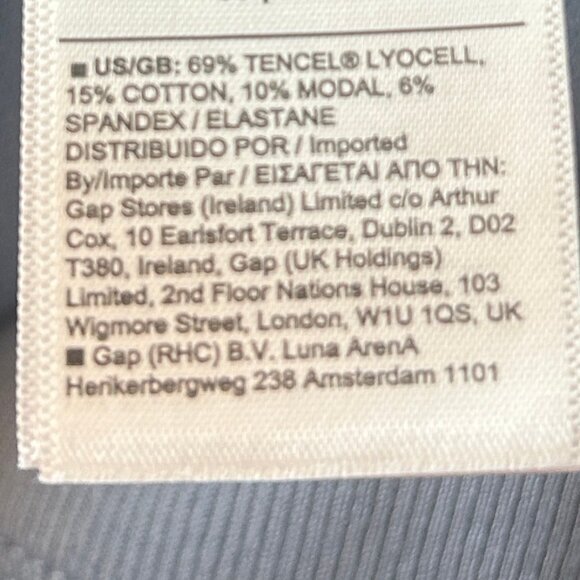 ■ US/GB: 69% TENCEL® LYOCELL,
15% COTTON, 10% MODAL, 6%
SPANDEX / ELASTANE
DISTRIBUIDO POR / Imported
By/Importe Par / ΕΙΣΑΓΕΤΑΙ ΑΠΟ ΤΗΝ:
Gap Stores (Ireland) Limited c/o Arthur
Cox, 10 Earlsfort Terrace, Dublin 2, D02
T380, Ireland, Gap (UK Holdings)
Limited, 2nd Floor Nations House, 103
Wigmore Street, London, W1U 1QS, UK
■ Gap (RHC) B.V. Luna ArenA
Herikerbergweg 238 Amsterdam 1101